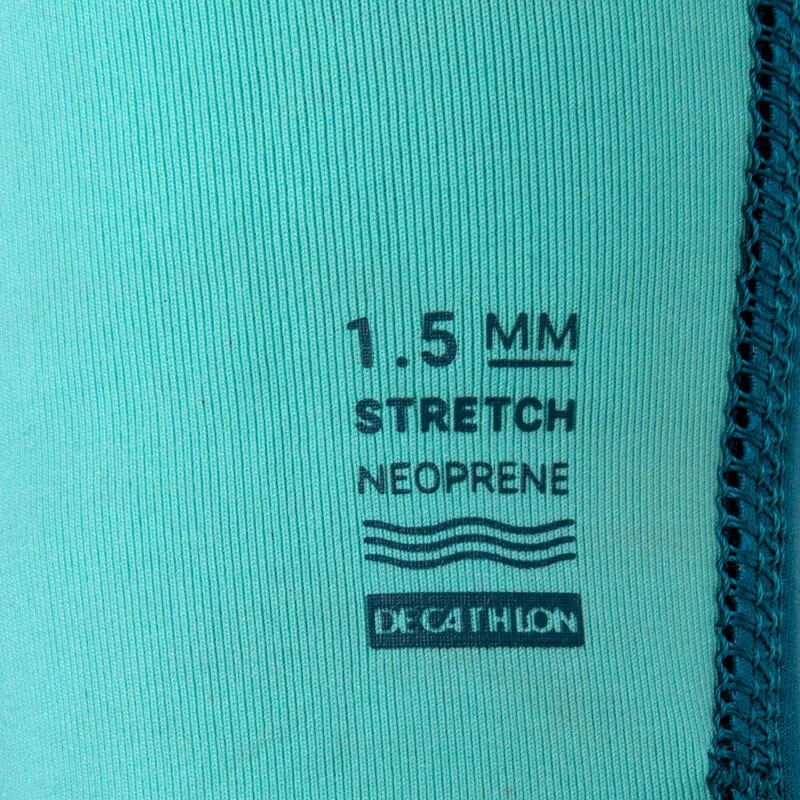 1.5 MM
STRETCH
NEOPRENE
DECATHLON